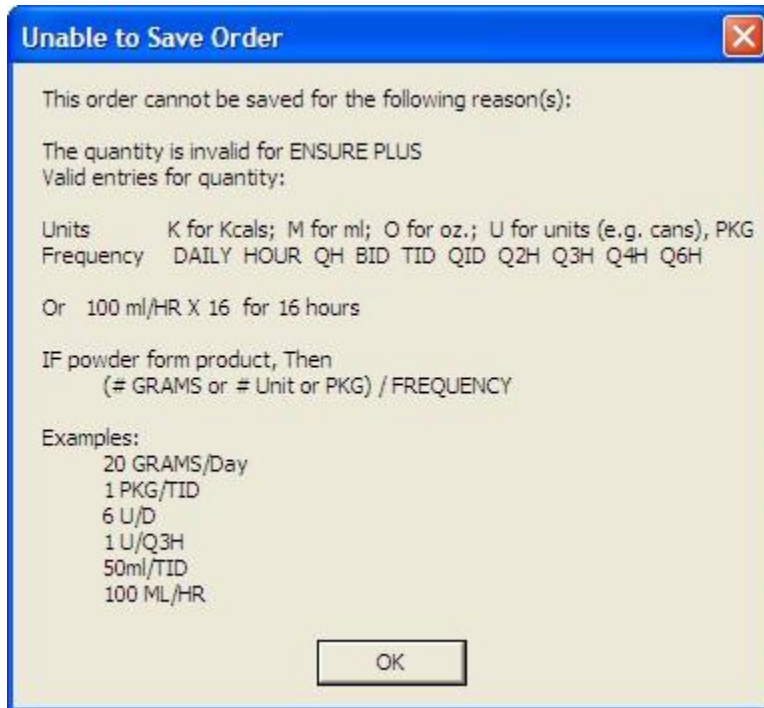 Unable to Save Order
This order cannot be saved for the following reason(s):
The quantity is invalid for ENSURE PLUS
Valid entries for quantity:
Units K for Kcals; M for ml; O for oz.; U for units (e.g. cans), PKG
Frequency DAILY HOUR QH BID TID QID Q2H Q3H Q4H Q6H
Or 100 ml/HR X 16 for 16 hours
IF powder form product, Then
(# GRAMS or # Unit or PKG) / FREQUENCY
Examples:
20 GRAMS/Day
1 PKG/TID
6 U/D
1 U/Q3H
50ml/TID
100 ML/HR
OK